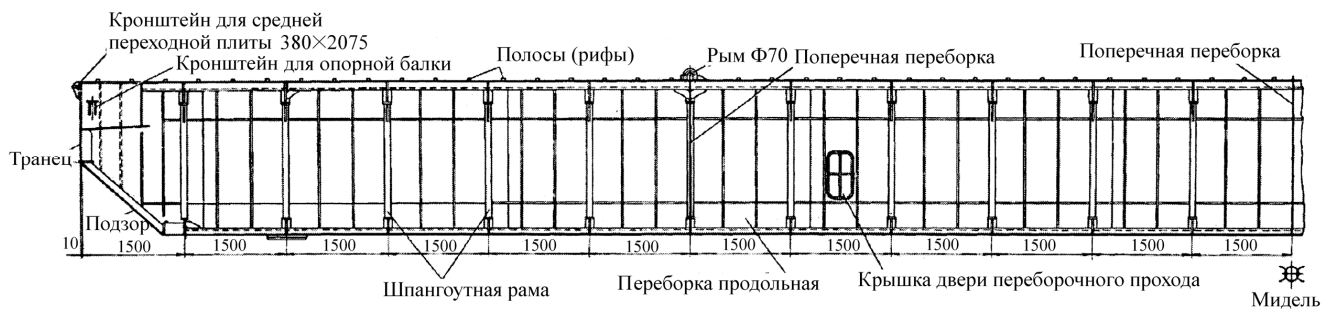 Кронштейн для средней
переходной плиты 380×2075
Кронштейн для опорной балки
Полосы (рифы)
Рым Ф70
Поперечная переборка
Поперечная переборка
Транец
Подзор
10 1500 1500 1500 1500 1500 1500 1500 1500 1500 1500 1500 1500
Шпангоутная рама
Переборка продольная
Крышка двери переборочного прохода
Мидель